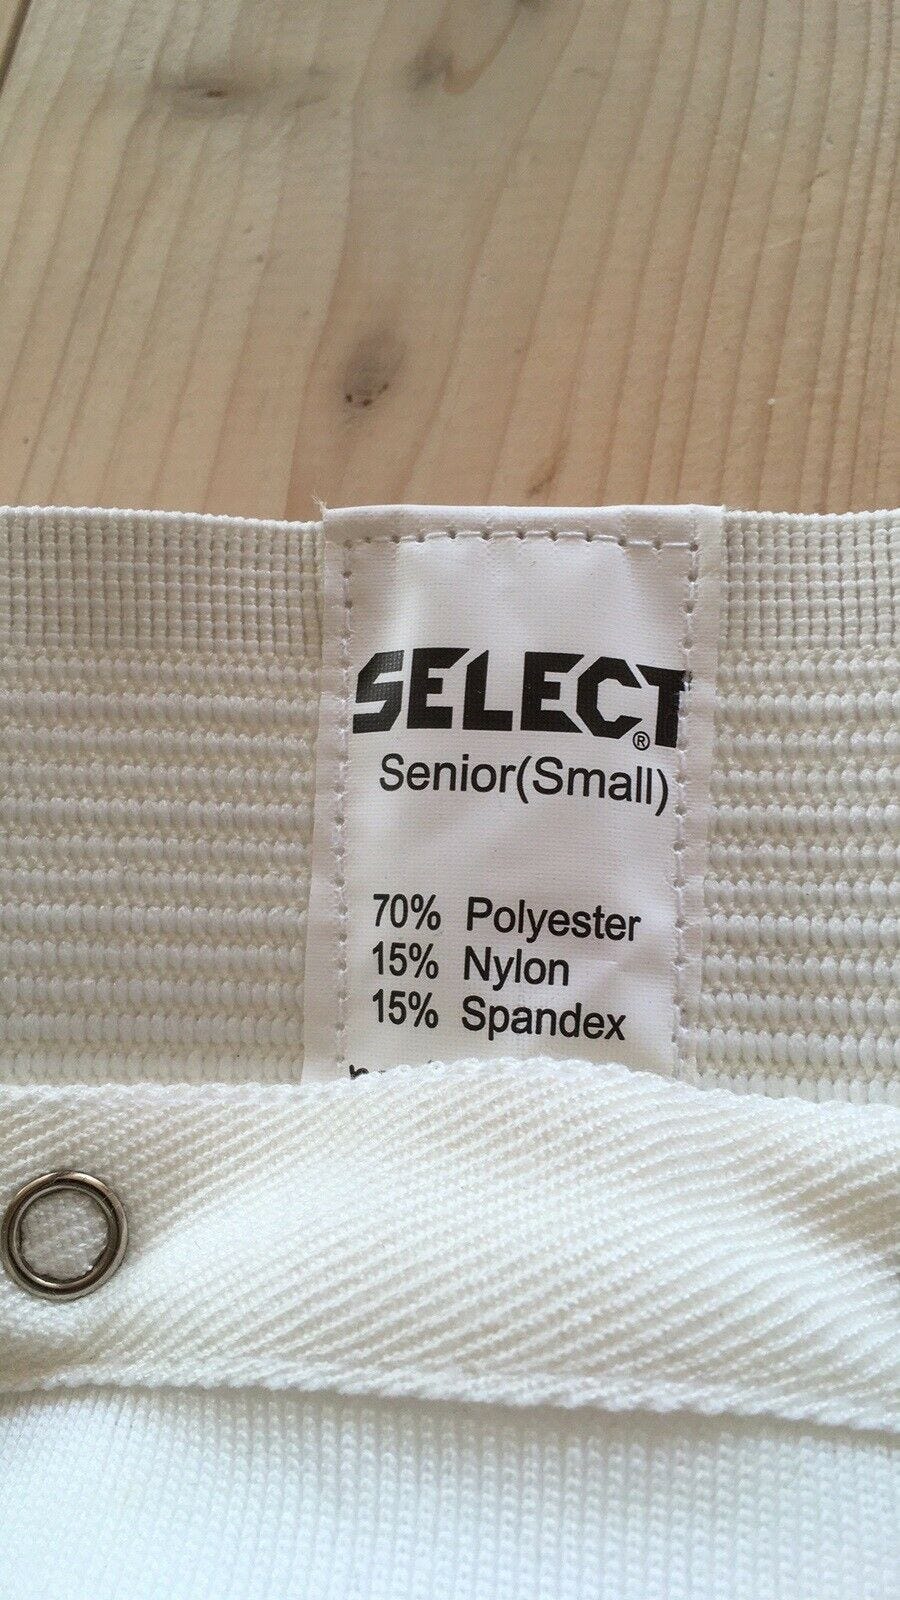 SELECT®
Senior(Small)
70% Polyester
15% Nylon
15% Spandex